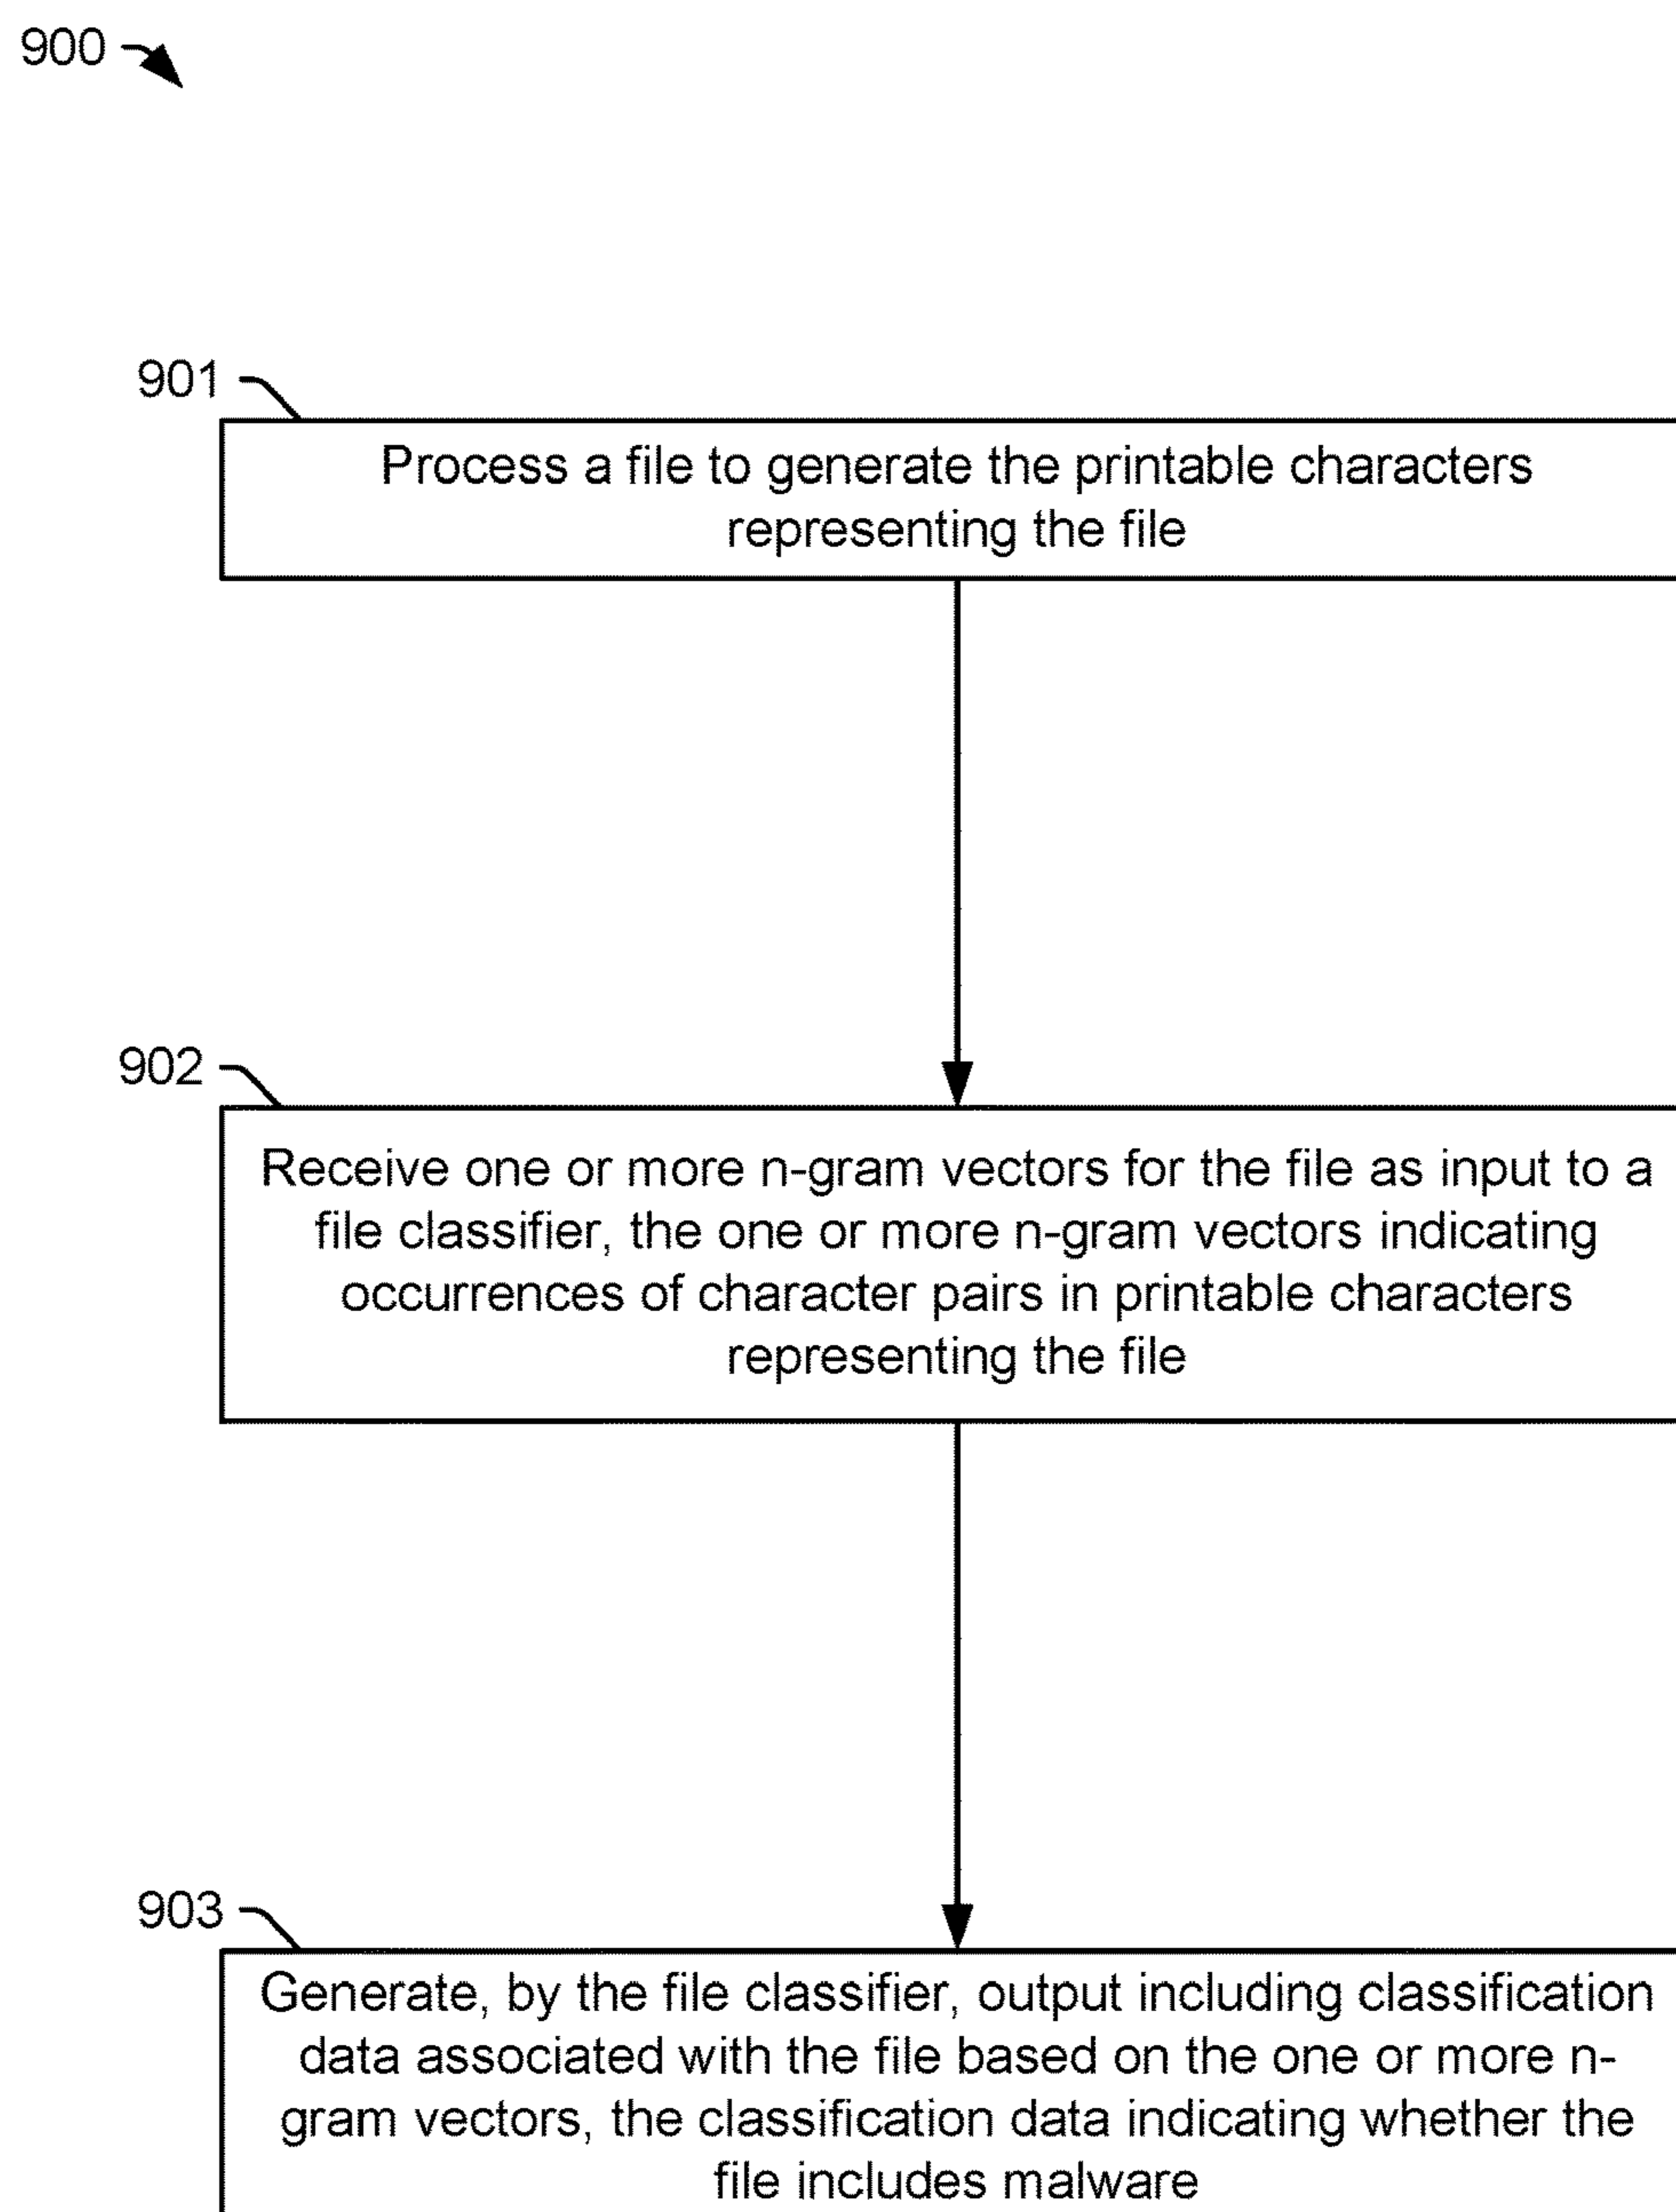 900
901
Process a file to generate the printable characters
representing the file
902
Receive one or more n-gram vectors for the file as input to a
file classifier, the one or more n-gram vectors indicating
occurrences of character pairs in printable characters
representing the file
903
Generate, by the file classifier, output including classification
data associated with the file based on the one or more n-
gram vectors, the classification data indicating whether the
file includes malware